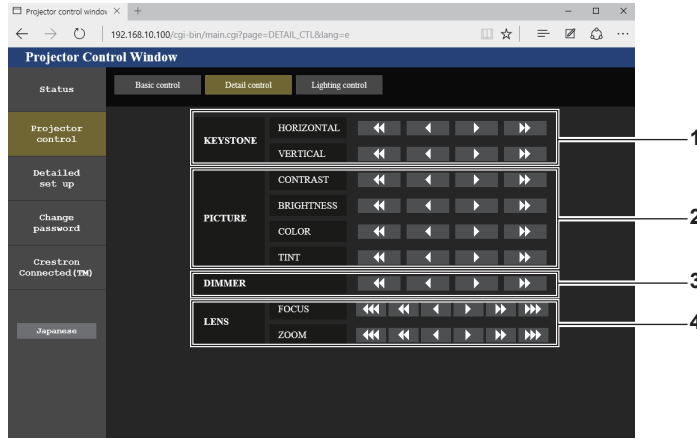 Projector control window
192.168.10.100/cgi-bin/main.cgi?page=DETAIL_CTL&lang=e
Projector Control Window
Status
Basic control
Detail control
Lighting control
Projector
control
Detailed
set up
Change
password
Crestron
Connected(TM)
Japanese
KEYSTONE
HORIZONTAL
VERTICAL
1
PICTURE
CONTRAST
BRIGHTNESS
COLOR
TINT
2
DIMMER
3
LENS
FOCUS
ZOOM
4